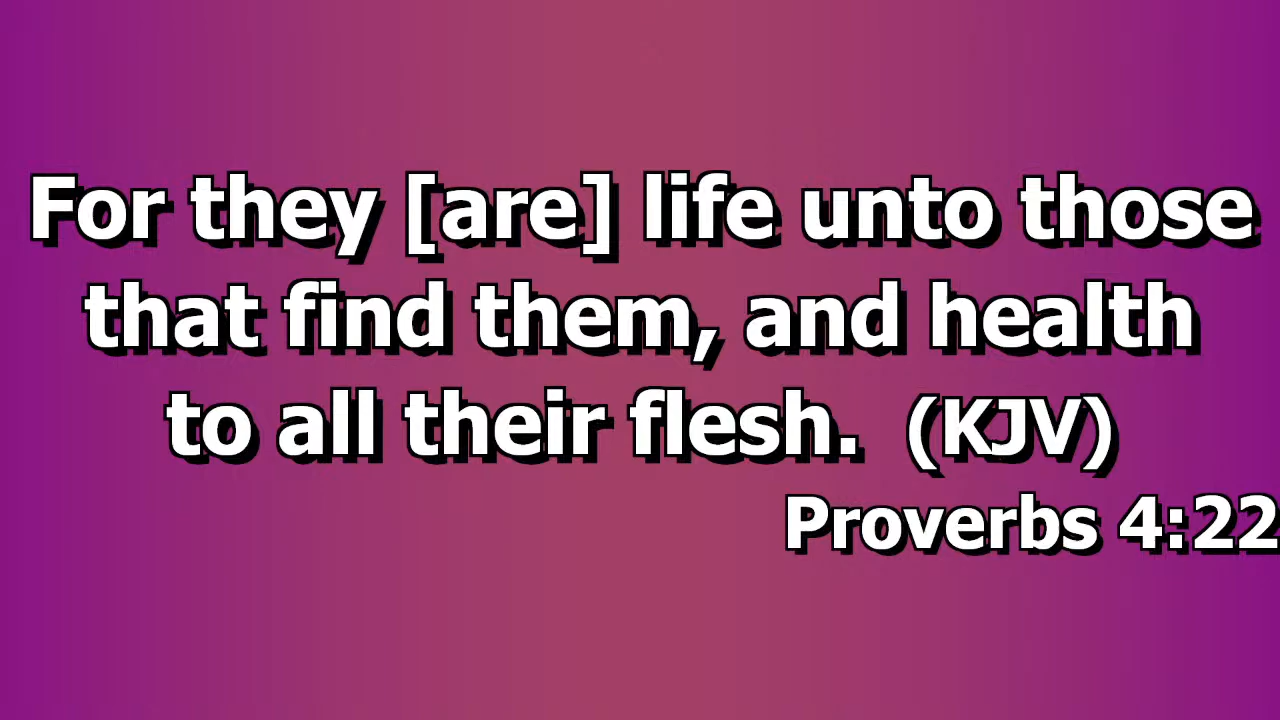 For they [are] life unto those
that find them, and health
to all their flesh. (KJV)
Proverbs 4:22